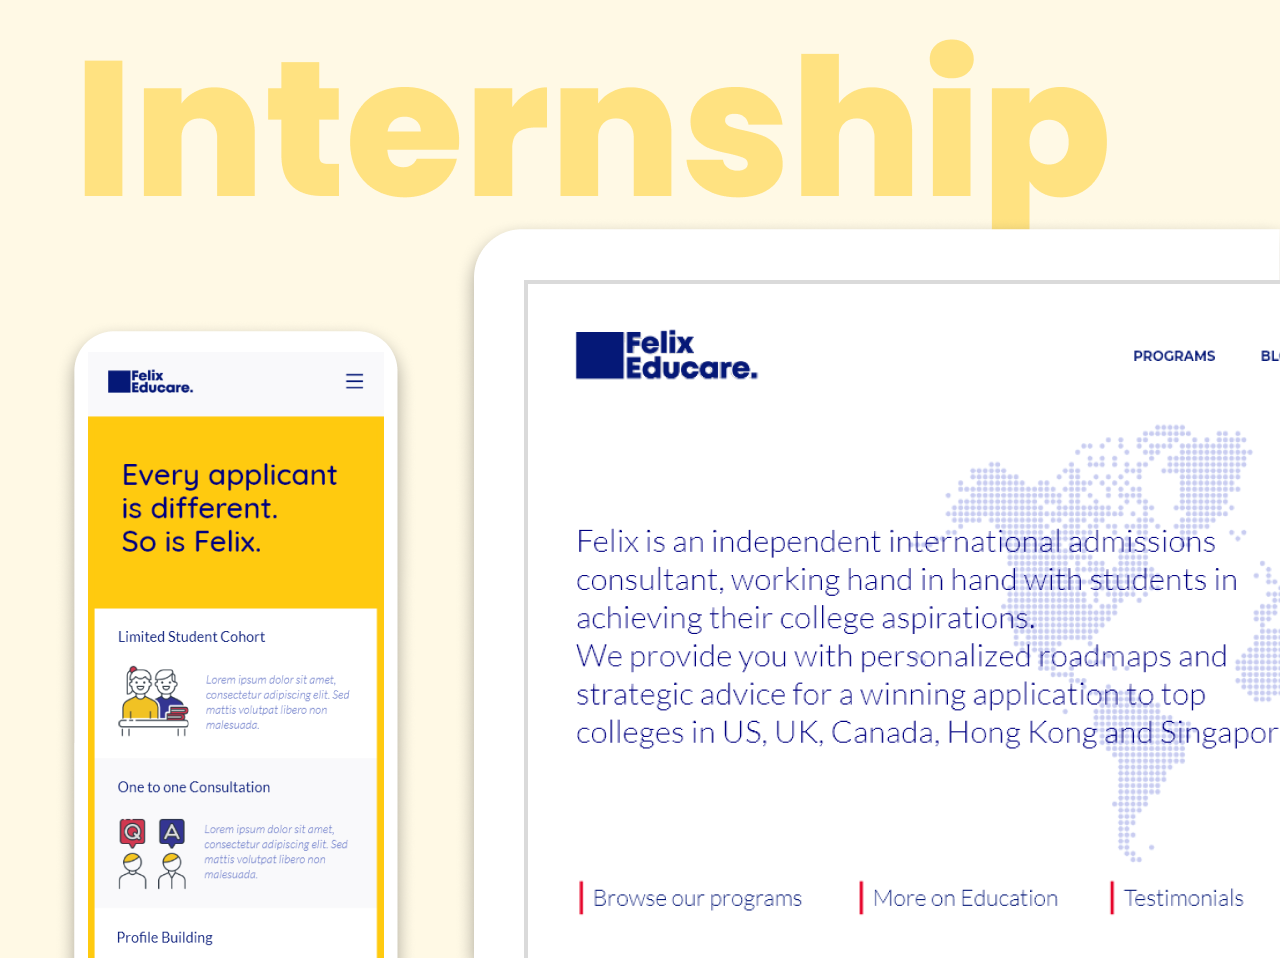 Internship
Felix
Educare.
Every applicant
is different.
So is Felix.
Limited Student Cohort
Lorem ipsum dolor sit amet,
consectetur adipiscing elit. Sed
mattis volutpat libero non
malesuada.
One to one Consultation
Q A
Lorem ipsum dolor sit amet,
consectetur adipiscing elit. Sed
mattis volutpat libero non
malesuada.
Profile Building
Felix
Educare.
PROGRAMS
Felix is an independent international admissions
consultant, working hand in hand with students in
achieving their college aspirations.
We provide you with personalized roadmaps and
strategic advice for a winning application to top
colleges in US, UK, Canada, Hong Kong and Singapor
Browse our programs
More on Education
Testimonials